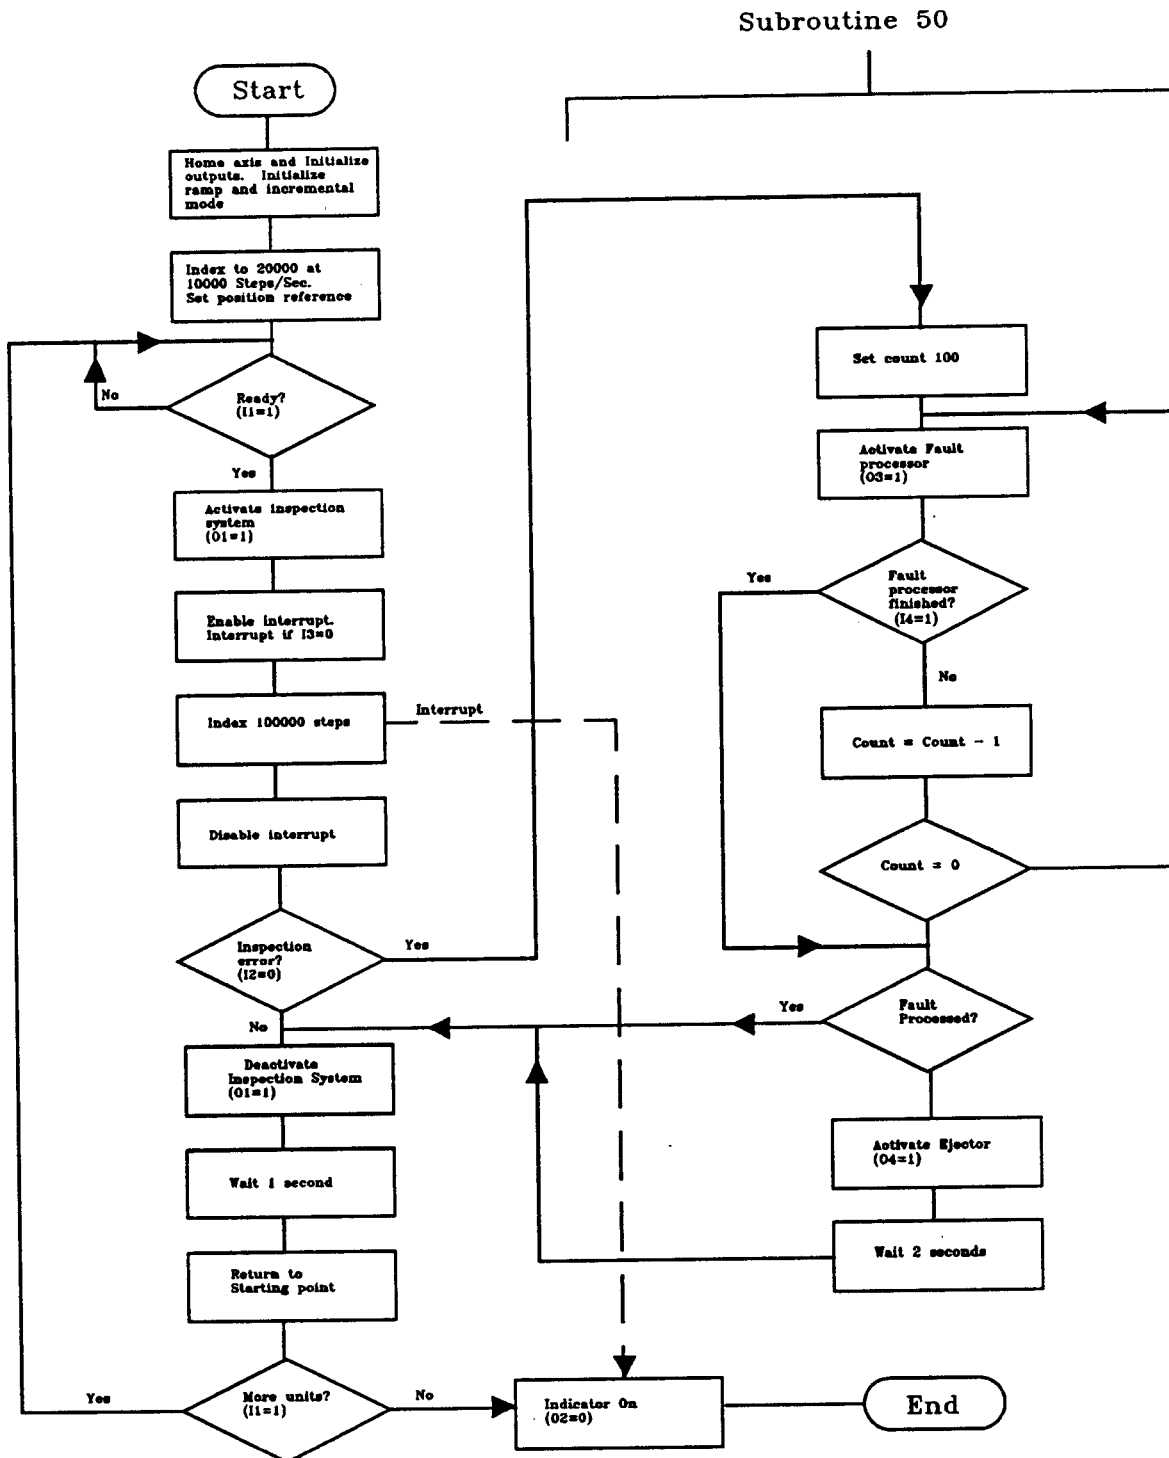 Subroutine 50
Start
Home axis and Initialize
outputs. Initialize
ramp and incremental
mode
Index to 20000 at
10000 Steps/Sec.
Set position reference
No
Ready?
(I1=1)
Yes
Activate inspection
system
(O1=1)
Enable interrupt.
Interrupt if I3=0
Index 100000 steps
Interrupt
Disable interrupt
Inspection
error?
(I2=0)
Yes
No
Deactivate
Inspection System
(O1=1)
Wait 1 second
Return to
Starting point
More units?
(I1=1)
Yes
No
Indicator On
(O2=0)
End
Set count 100
Activate Fault
processor
(O3=1)
Fault
processor
finished?
(I4=1)
Yes
No
Count = Count - 1
Count = 0
Fault
Processed?
Yes
Activate Ejector
(O4=1)
Wait 2 seconds